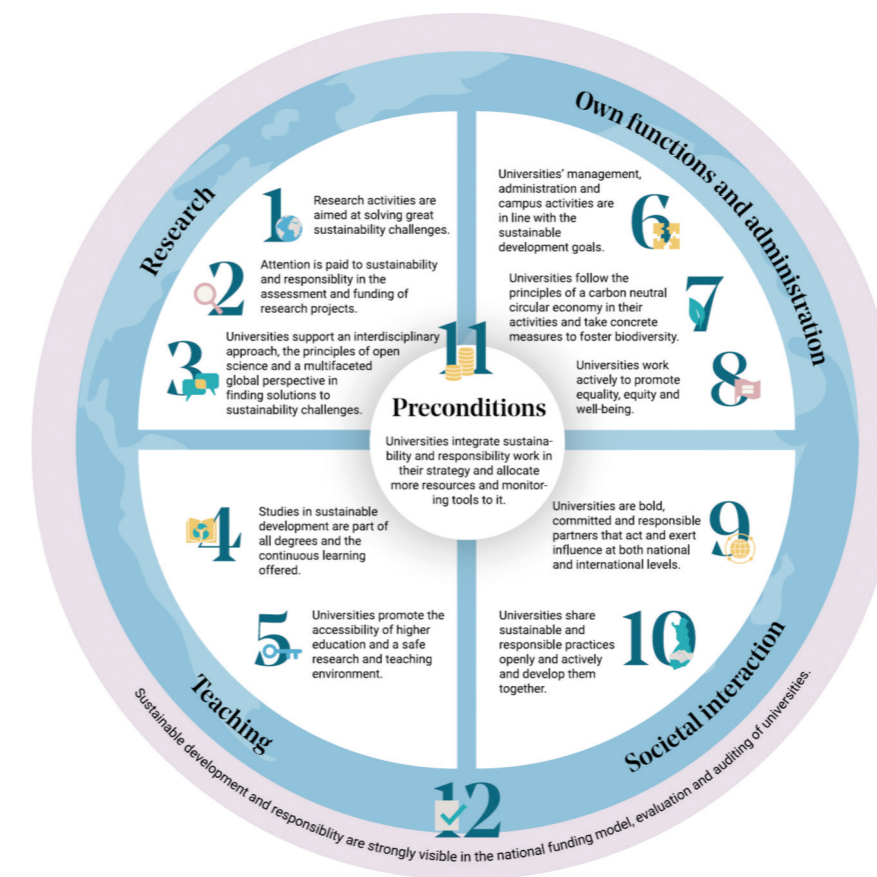 Research
1
Research activities are
aimed at solving great
sustainability challenges.
2
Attention is paid to sustainability
and responsiblity in the
assessment and funding of
research projects.
3
Universities support an interdisciplinary
approach, the principles of open
science and a multifaceted
global perspective in
finding solutions to
sustainability challenges.
Own functions and administration
Universities' management,
administration and
campus activities are
in line with the
sustainable
development goals.
6
Universities follow the
principles of a carbon neutral
circular economy in their
activities and take concrete
measures to foster biodiversity.
7
Universities work
actively to promote
equality, equity and
well-being.
8
11
Preconditions
Universities integrate sustaina-
bility and responsibility work in
their strategy and allocate
more resources and monitor-
ing tools to it.
4
Studies in sustainable
development are part of
all degrees and the
continuous learning
offered.
5
Universities promote the
accessibility of higher
education and a safe
research and teaching
environment.
Teaching
Universities are bold,
committed and responsible
partners that act and exert
influence at both national
and international levels.
9
Universities share
sustainable and
responsible practices
openly and actively
and develop them
together.
10
Societal interaction
12
Sustainable development and responsiblity are strongly visible in the national funding model, evaluation and auditing of universities.